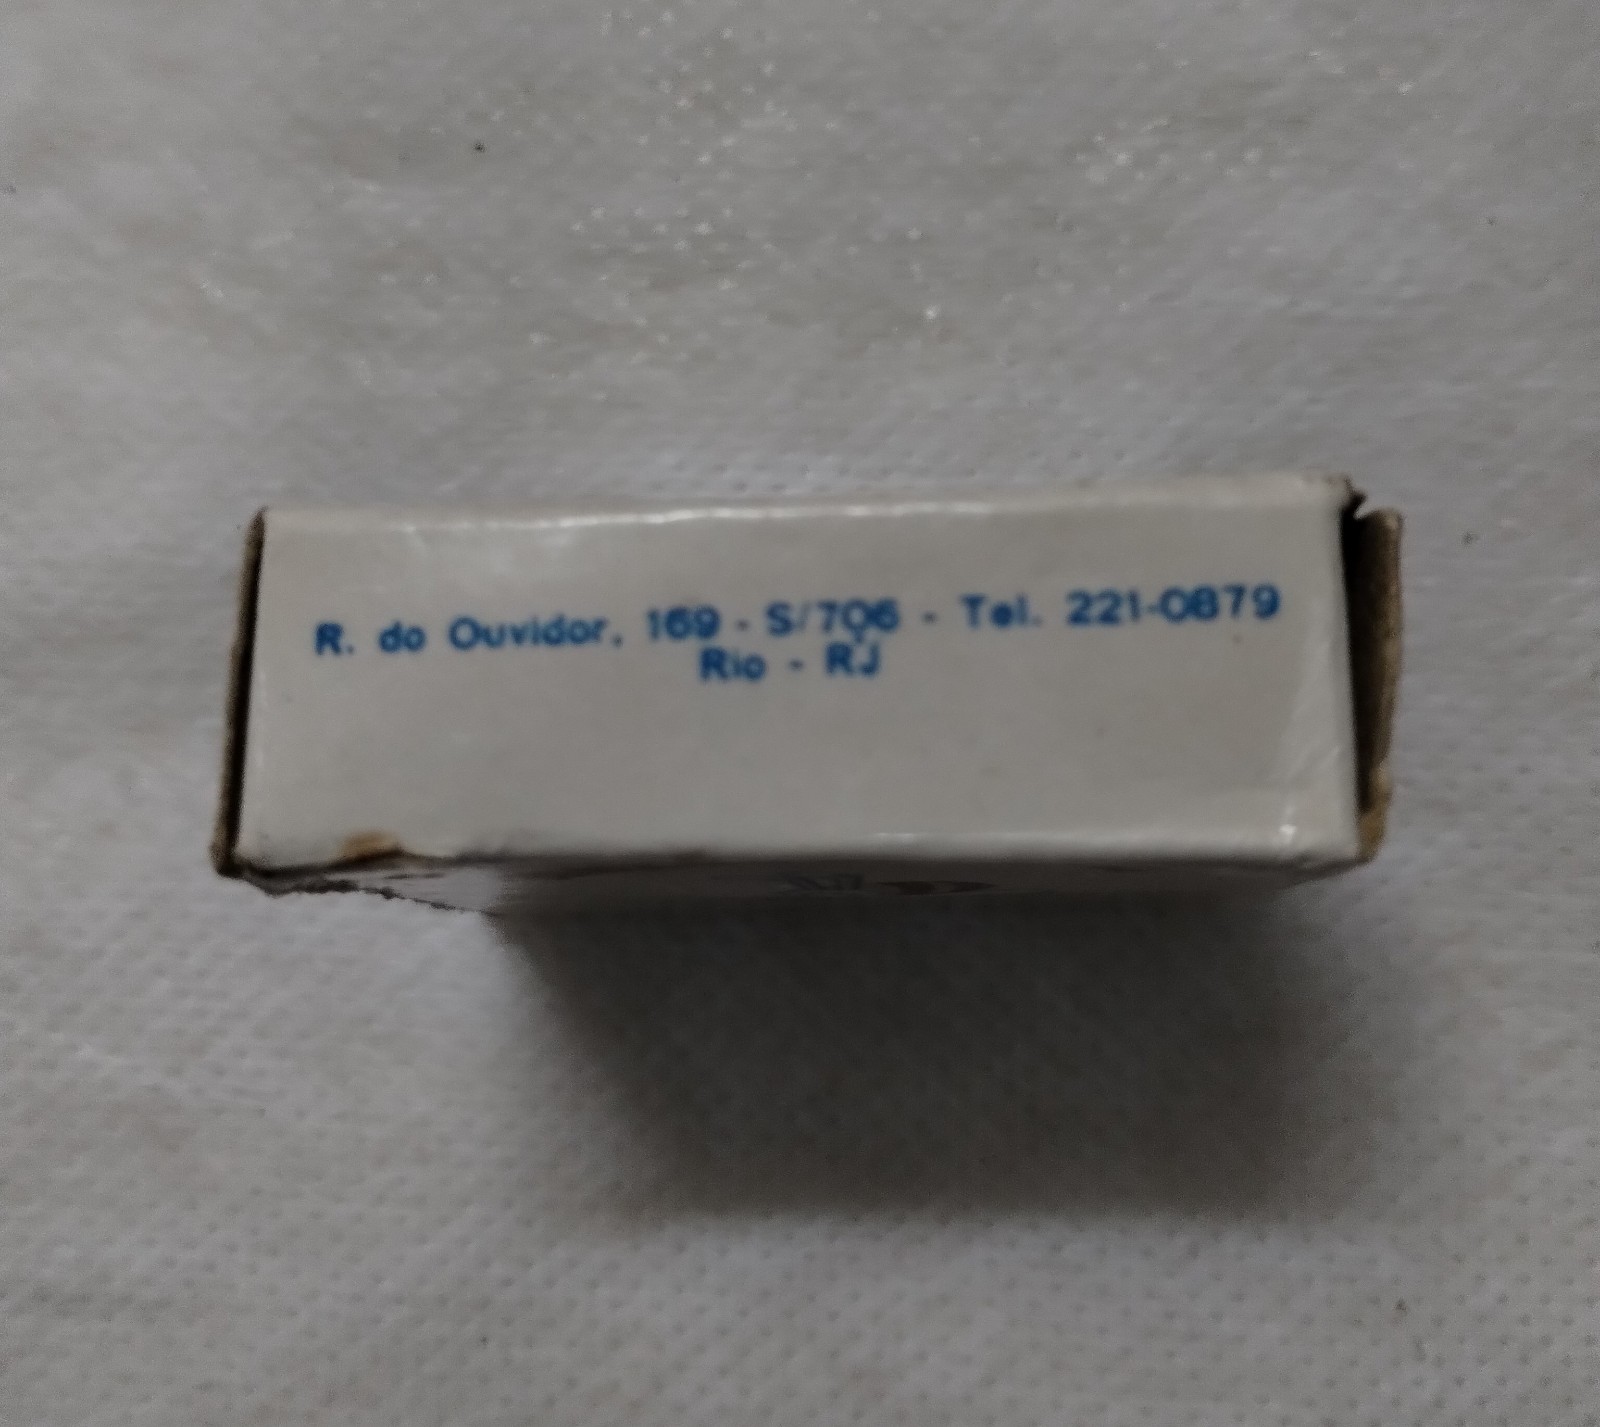 R. do Ouvidor, 169 - S/706 - Tel. 221-0879
Rio - RJ